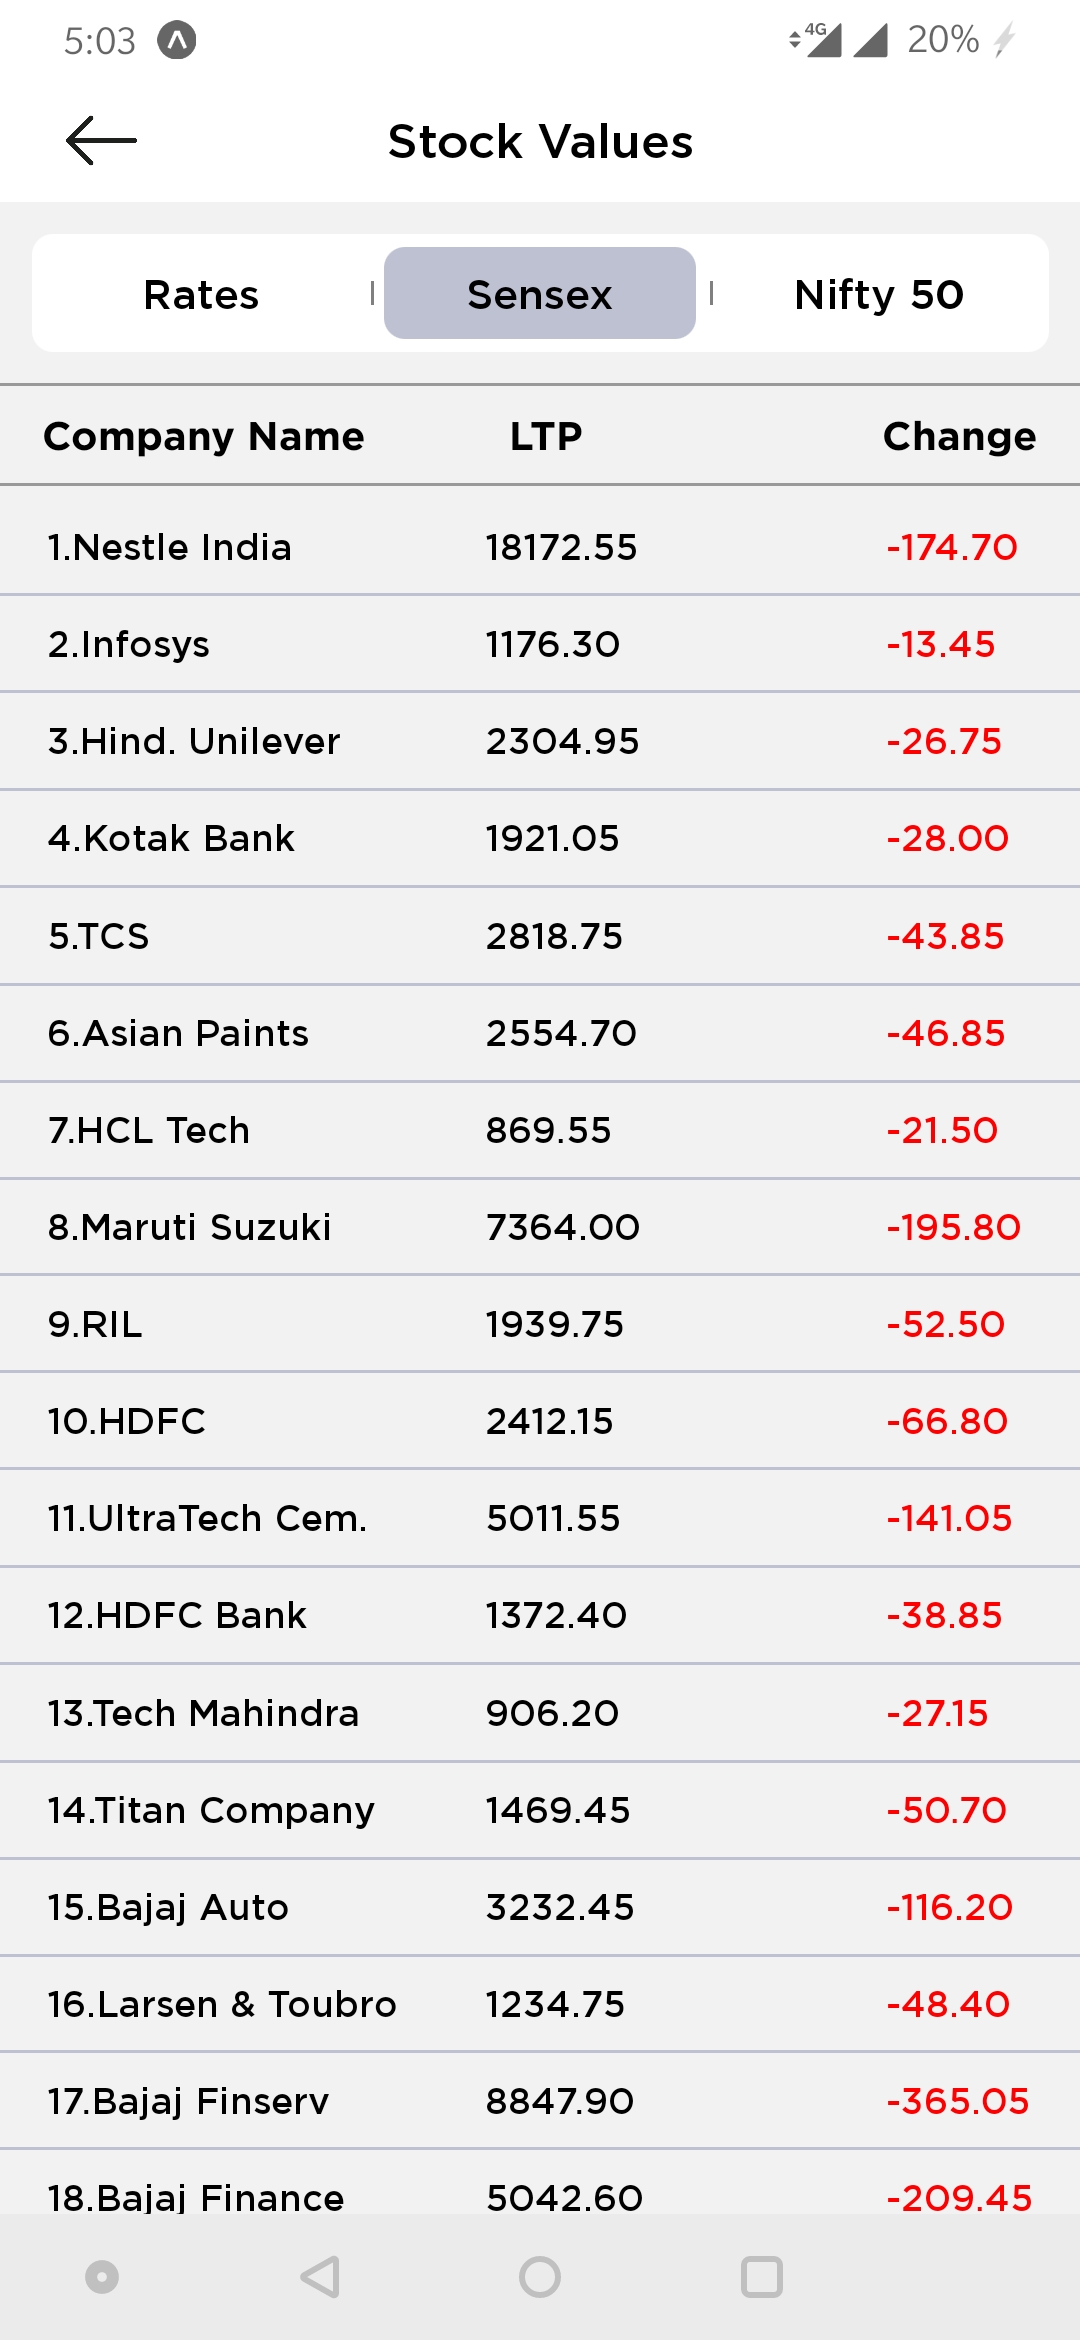 5:03 4G 20%
Stock Values
Rates Sensex Nifty 50
Company Name LTP Change
1.Nestle India 18172.55 -174.70
2.Infosys 1176.30 -13.45
3.Hind. Unilever 2304.95 -26.75
4.Kotak Bank 1921.05 -28.00
5.TCS 2818.75 -43.85
6.Asian Paints 2554.70 -46.85
7.HCL Tech 869.55 -21.50
8.Maruti Suzuki 7364.00 -195.80
9.RIL 1939.75 -52.50
10.HDFC 2412.15 -66.80
11.UltraTech Cem. 5011.55 -141.05
12.HDFC Bank 1372.40 -38.85
13.Tech Mahindra 906.20 -27.15
14.Titan Company 1469.45 -50.70
15.Bajaj Auto 3232.45 -116.20
16.Larsen & Toubro 1234.75 -48.40
17.Bajaj Finserv 8847.90 -365.05
18.Bajaj Finance 5042.60 -209.45